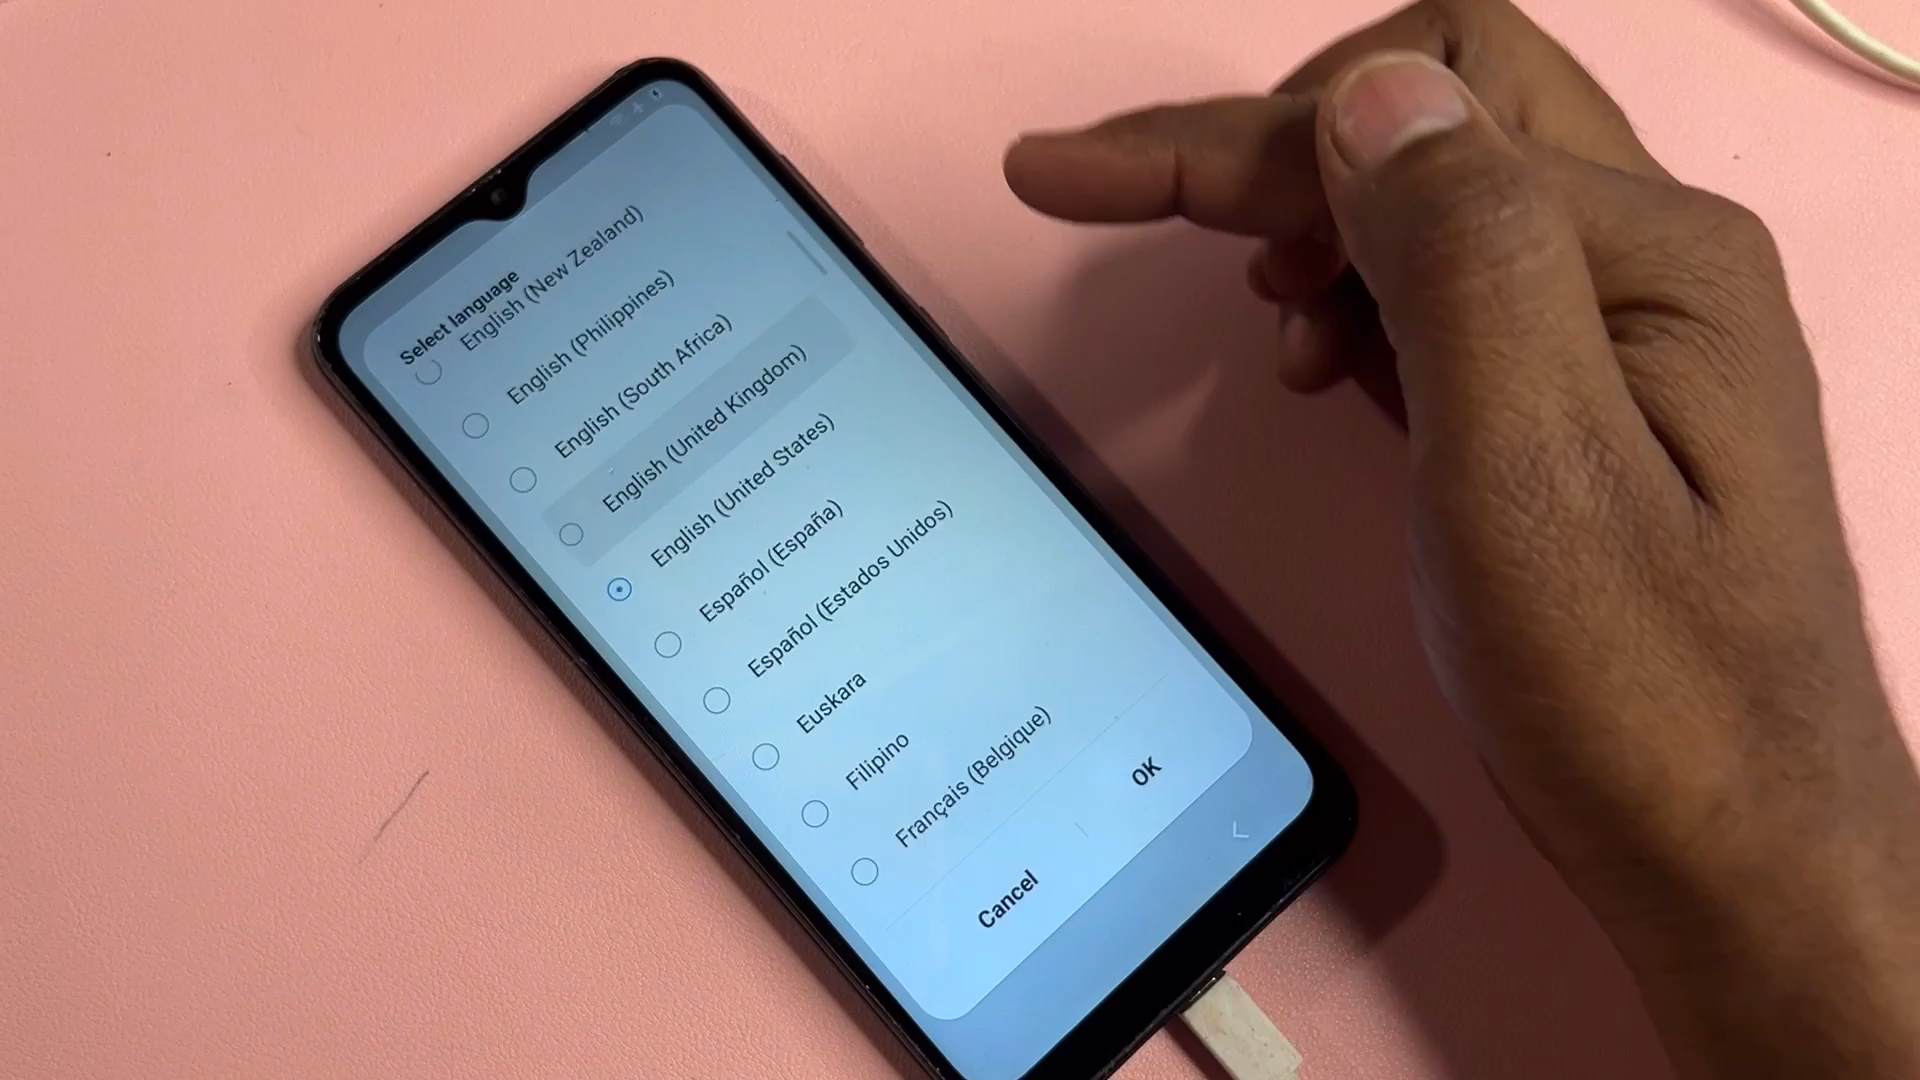 Select language
English (New Zealand)
English (Philippines)
English (South Africa)
English (United Kingdom)
English (United States)
Español (España)
Español (Estados Unidos)
Euskara
Filipino
Français (Belgique)
Cancel
OK